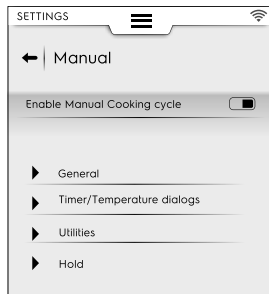 SETTINGS
Manual
Enable Manual Cooking cycle
General
Timer/Temperature dialogs
Utilities
Hold